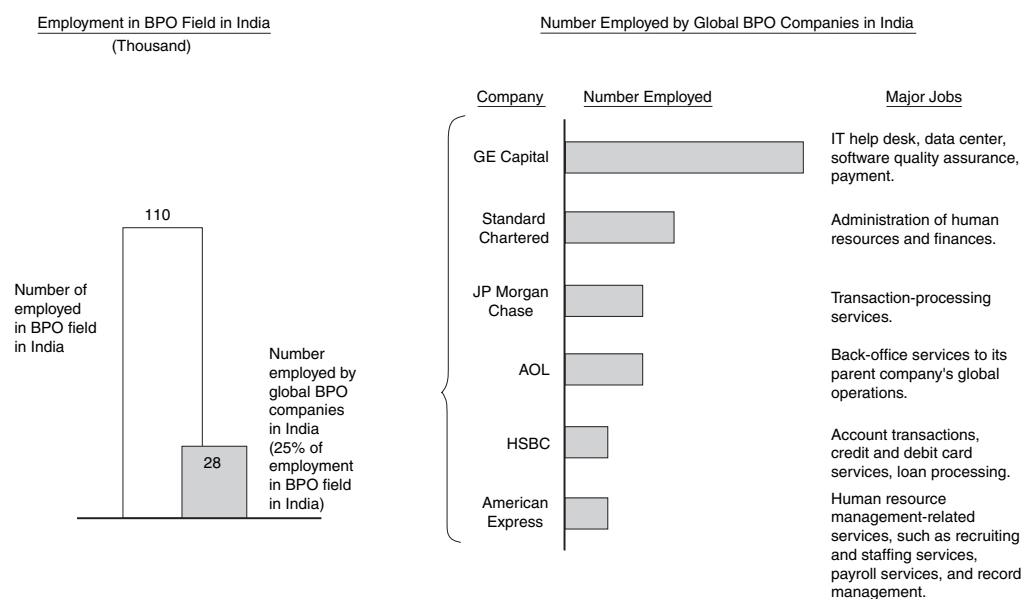 Employment in BPO Field in India
(Thousand)
110
Number of
employed
in BPO field
in India
Number
employed by
global BPO
companies
in India
(25% of
employment
in BPO field
in India)
28
Number Employed by Global BPO Companies in India
Company
Number Employed
Major Jobs
GE Capital
IT help desk, data center,
software quality assurance,
payment.
Standard
Chartered
Administration of human
resources and finances.
JP Morgan
Chase
Transaction-processing
services.
AOL
Back-office services to its
parent company's global
operations.
HSBC
Account transactions,
credit and debit card
services, loan processing.
American
Express
Human resource
management-related
services, such as recruiting
and staffing services,
payroll services, and record
management.